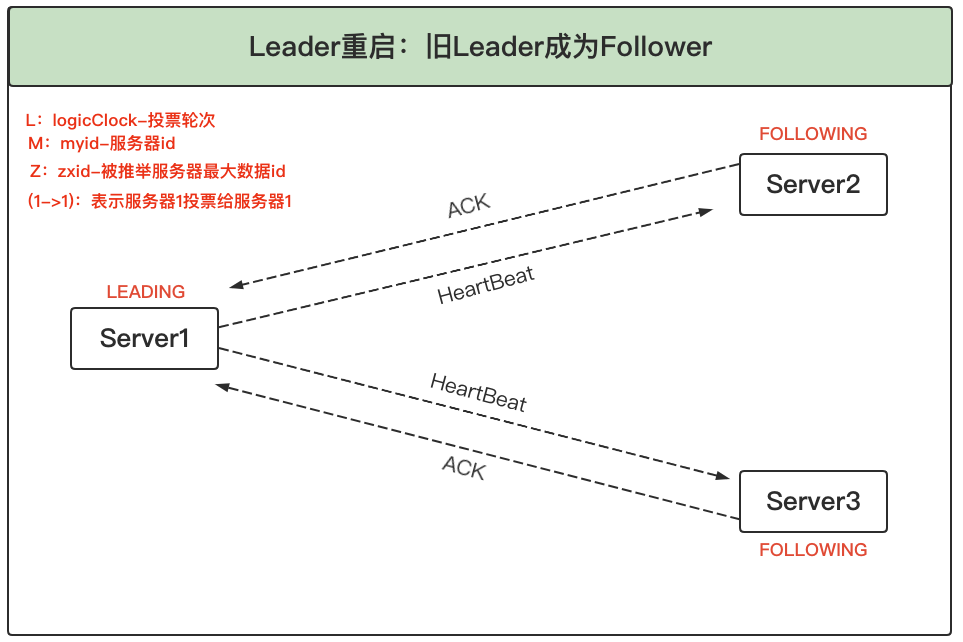 Leader重启：旧Leader成为Follower
L：logicClock-投票轮次
M：myid-服务器id
Z：zxid-被推举服务器最大数据id
(1->1)：表示服务器1投票给服务器1
FOLLOWING
Server2
ACK
HeartBeat
LEADING
Server1
HeartBeat
ACK
Server3
FOLLOWING